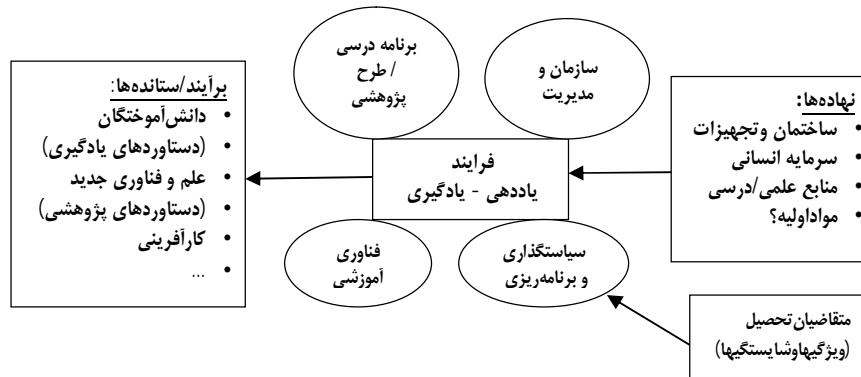 نهاده‌ها:
• ساختمان وتجهیزات
• سرمایه انسانی
• منابع علمی/درسی
• مواداولیه؟
متقاضیان تحصیل
(ویژگیهاوشایستگیها)
سازمان و
مدیریت
برنامه درسی
/ طرح
پژوهشی
فرایند
یاددهی - یادگیری
سیاستگذاری
و برنامه‌ریزی
فناوری
آموزشی
برآیند/ستانده‌ها:
• دانش‌آموختگان
• (دستاوردهای یادگیری)
• علم و فناوری جدید
• (دستاوردهای پژوهشی)
• کارآفرینی
• ...